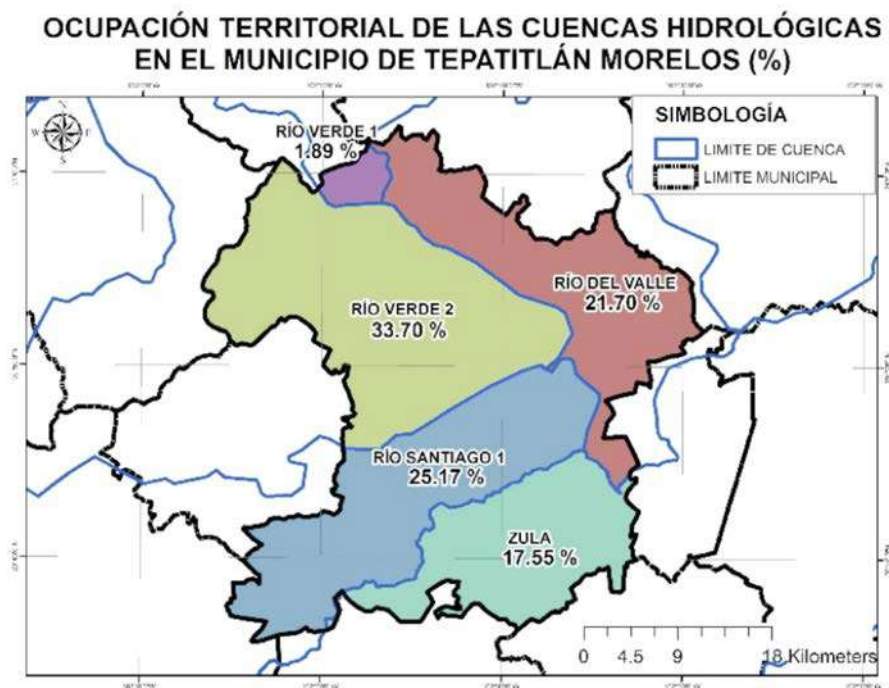 OCUPACIÓN TERRITORIAL DE LAS CUENCAS HIDROLÓGICAS
EN EL MUNICIPIO DE TEPATITLÁN MORELOS (%)
SIMBOLOGÍA
LIMITE DE CUENCA
LIMITE MUNICIPAL
N
W
E
S
RÍO VERDE 1
1.89 %
RÍO DEL VALLE
21.70 %
RÍO VERDE 2
33.70 %
RÍO SANTIAGO 1
25.17 %
ZULA
17.55 %
0 4.5 9 18 Kilometers